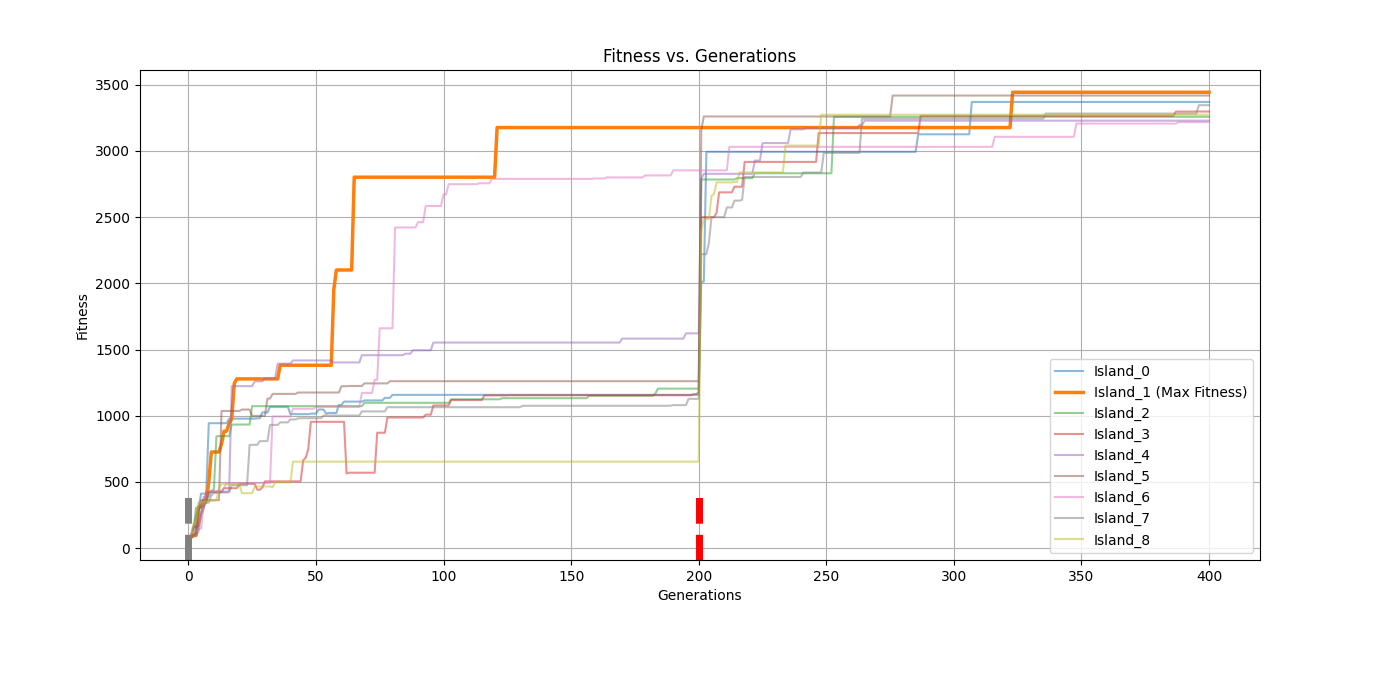 Fitness vs. Generations
3500
3000
2500
2000
1500
1000
500
0
Fitness
0 50 100 150 200 250 300 350 400
Generations
Island_0
Island_1 (Max Fitness)
Island_2
Island_3
Island_4
Island_5
Island_6
Island_7
Island_8